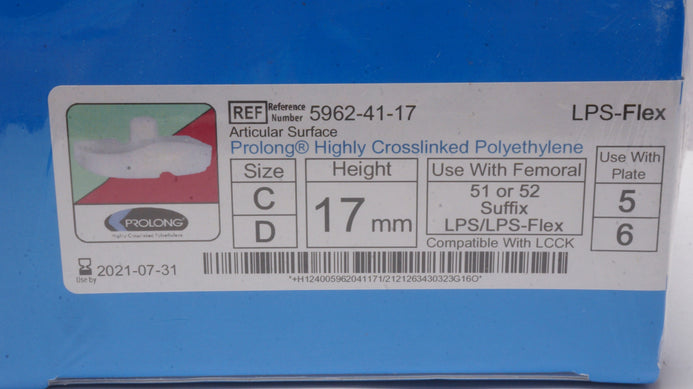 REF Reference Number 5962-41-17
LPS-Flex
Articular Surface
Prolong® Highly Crosslinked Polyethylene
Size
C
D
Height
17 mm
Use With Femoral
51 or 52
Suffix
LPS/LPS-Flex
Compatible With LCCK
Use With
Plate
5
6
PROLONG
Highly Crosslinked Polyethylene
Use by
2021-07-31
*+H124005962041171/2121263430323G16O*